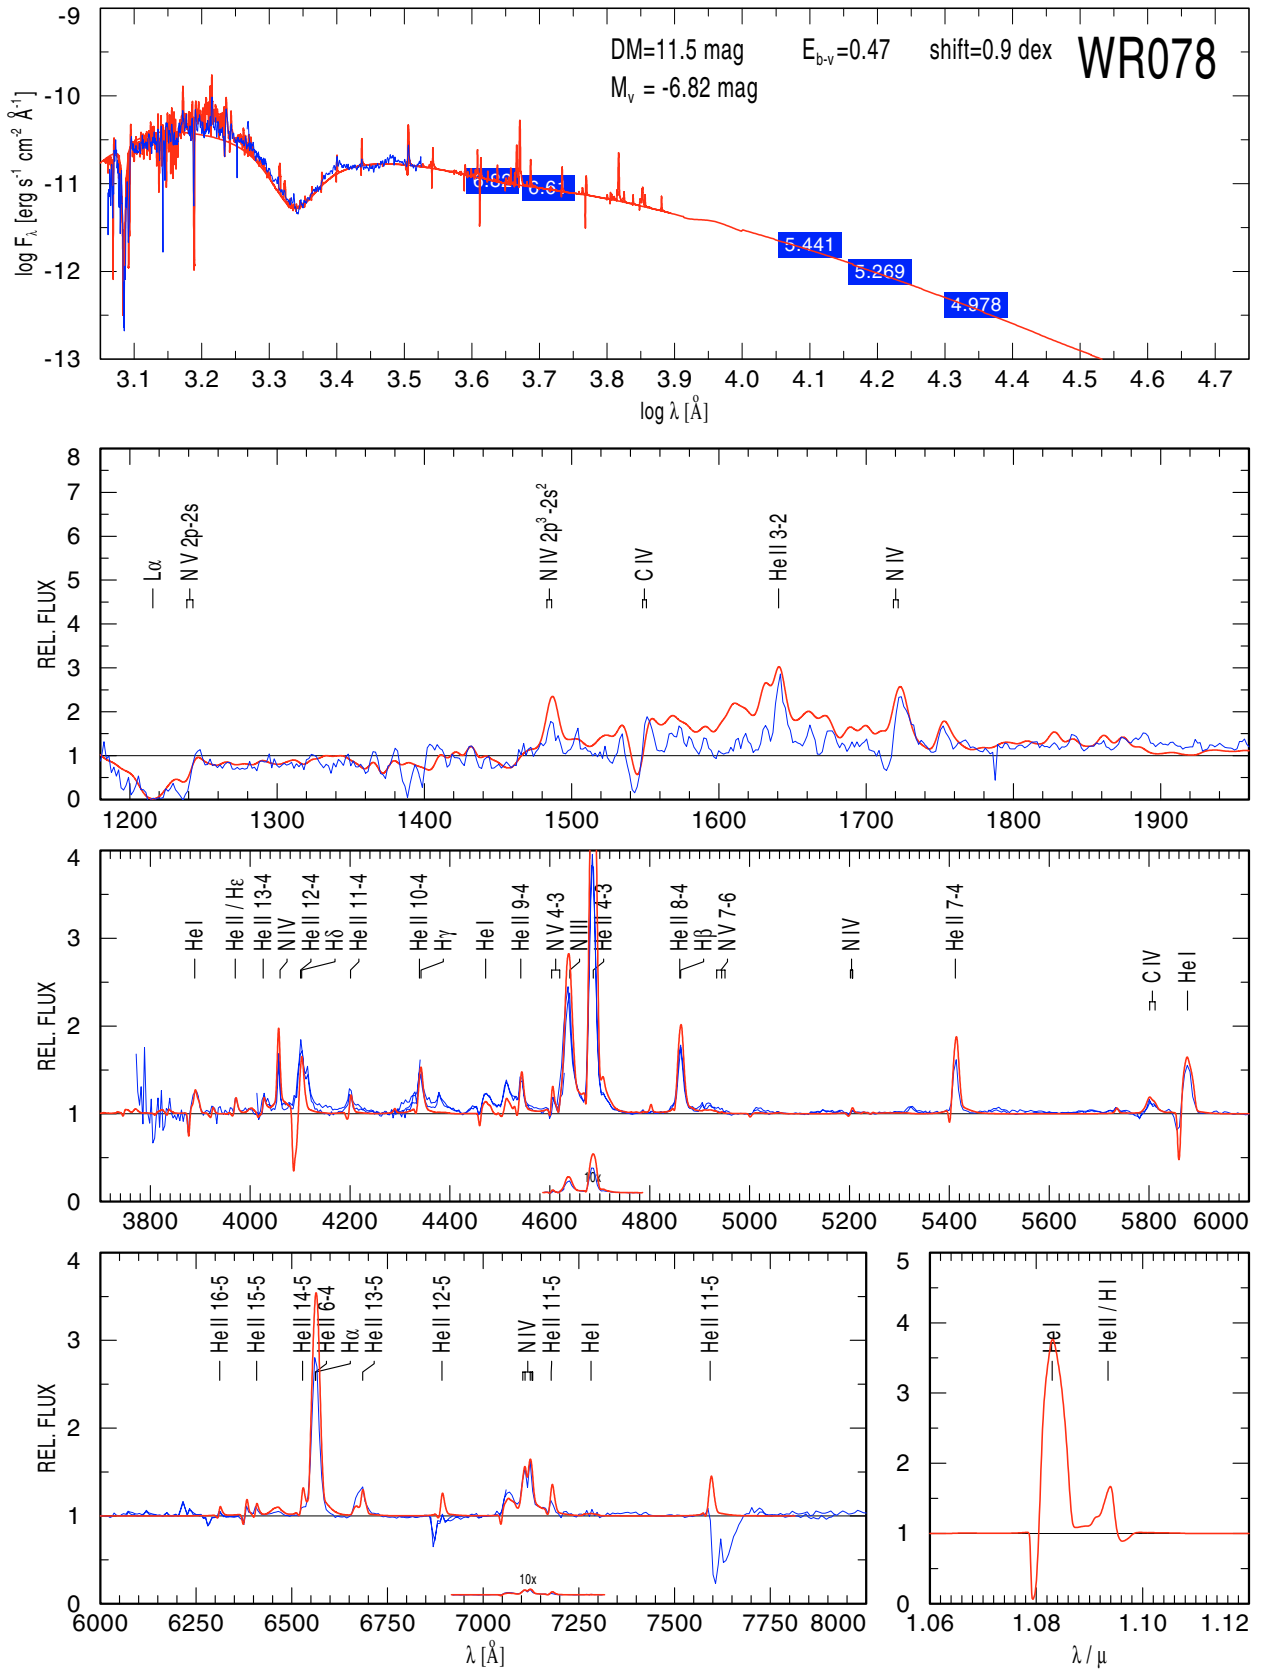 DM=11.5 mag E_b-v=0.47 shift=0.9 dex WR078
M_v = -6.82 mag
log F_λ [erg s⁻¹ cm⁻² Å⁻¹]
-9
-10
-11
-12
-13
6.61
5.441
5.269
4.978
3.1 3.2 3.3 3.4 3.5 3.6 3.7 3.8 3.9 4.0 4.1 4.2 4.3 4.4 4.5 4.6 4.7
log λ [Å]
REL. FLUX
8
7
6
5
4
3
2
1
0
Lα
N V 2p-2s
N IV 2p³-2s²
C IV
He II 3-2
N IV
1200 1300 1400 1500 1600 1700 1800 1900
REL. FLUX
4
3
2
1
0
He I
He II / Hε
He II 13-4
N IV
He II 12-4
Hδ
He II 11-4
He II 10-4
Hγ
He I
He II 9-4
N V 4-3
N III
He II 4-3
He II 8-4
Hβ
N V 7-6
N IV
He II 7-4
C IV
He I
10x
3800 4000 4200 4400 4600 4800 5000 5200 5400 5600 5800 6000
REL. FLUX
4
3
2
1
0
He II 16-5
He II 15-5
He II 14-5
He II 6-4
Hα
He II 13-5
He II 12-5
N IV
He II 11-5
He I
He II 11-5
10x
6000 6250 6500 6750 7000 7250 7500 7750 8000
λ [Å]
5
4
3
2
1
0
He I
He II / H I
1.06 1.08 1.10 1.12
λ / μ